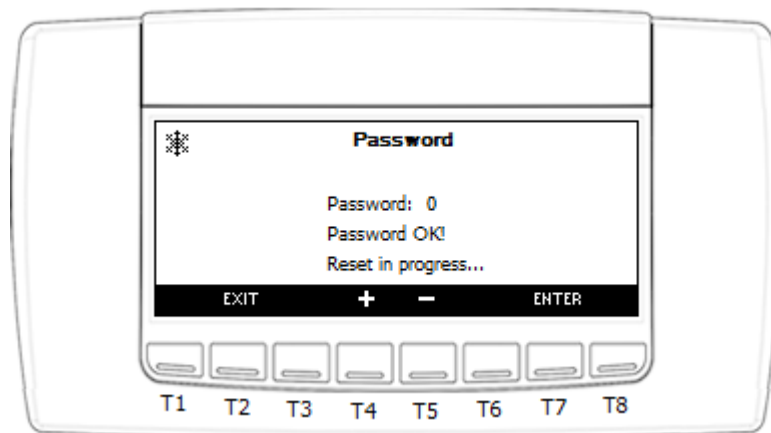 Password
Password: 0
Password OK!
Reset in progress...
EXIT + − ENTER
T1 T2 T3 T4 T5 T6 T7 T8